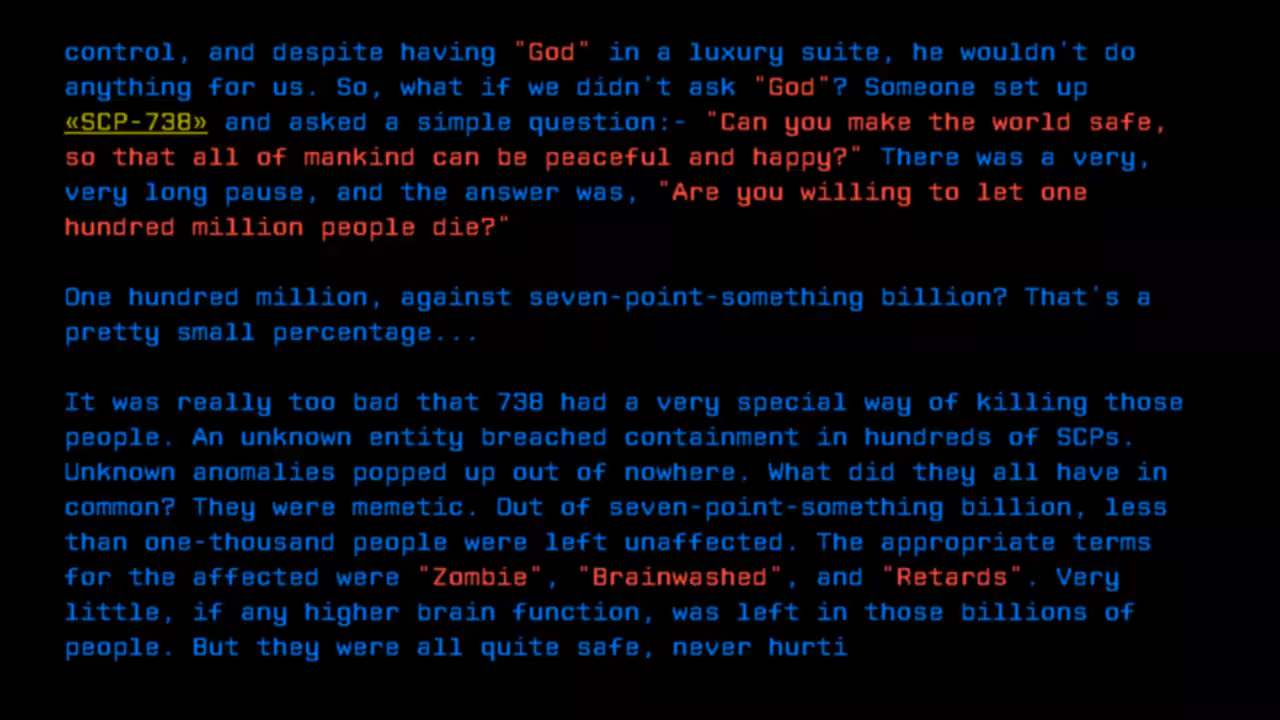 control, and despite having "God" in a luxury suite, he wouldn't do
anything for us. So, what if we didn't ask "God"? Someone set up
«SCP-738» and asked a simple question:- "Can you make the world safe,
so that all of mankind can be peaceful and happy?" There was a very,
very long pause, and the answer was, "Are you willing to let one
hundred million people die?"
One hundred million, against seven-point-something billion? That's a
pretty small percentage...
It was really too bad that 738 had a very special way of killing those
people. An unknown entity breached containment in hundreds of SCPs.
Unknown anomalies popped up out of nowhere. What did they all have in
common? They were memetic. Out of seven-point-something billion, less
than one-thousand people were left unaffected. The appropriate terms
for the affected were "Zombie", "Brainwashed", and "Retards". Very
little, if any higher brain function, was left in those billions of
people. But they were all quite safe, never hurti